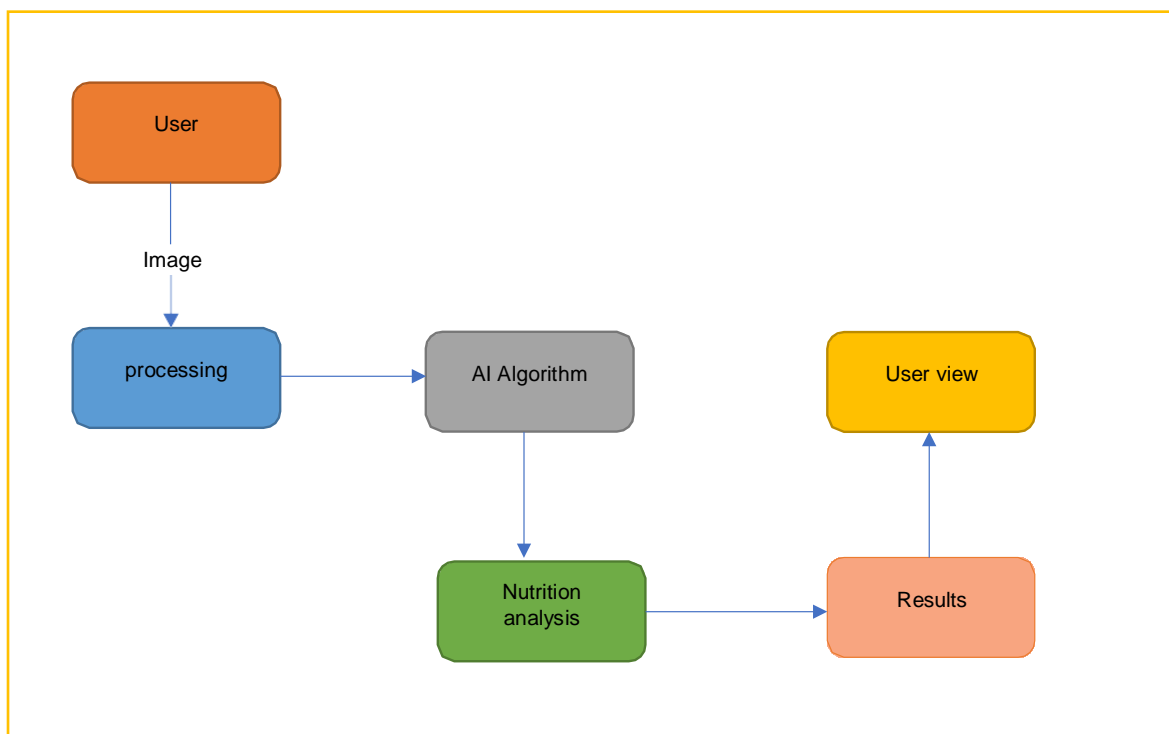 User
Image
processing
AI Algorithm
User view
Nutrition
analysis
Results